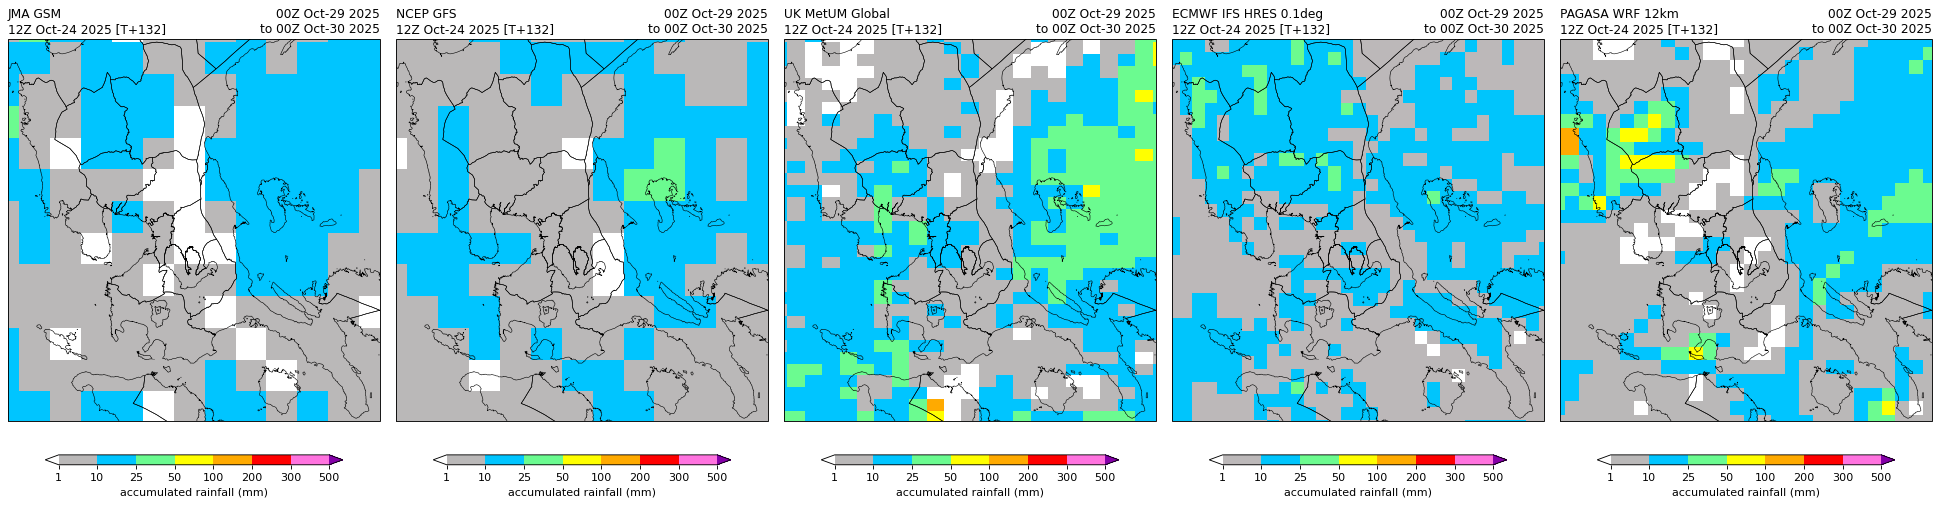 JMA GSM 00Z Oct-29 2025
12Z Oct-24 2025 [T+132] to 00Z Oct-30 2025
1 10 25 50 100 200 300 500
accumulated rainfall (mm)
NCEP GFS 00Z Oct-29 2025
12Z Oct-24 2025 [T+132] to 00Z Oct-30 2025
1 10 25 50 100 200 300 500
accumulated rainfall (mm)
UK MetUM Global 00Z Oct-29 2025
12Z Oct-24 2025 [T+132] to 00Z Oct-30 2025
1 10 25 50 100 200 300 500
accumulated rainfall (mm)
ECMWF IFS HRES 0.1deg 00Z Oct-29 2025
12Z Oct-24 2025 [T+132] to 00Z Oct-30 2025
1 10 25 50 100 200 300 500
accumulated rainfall (mm)
PAGASA WRF 12km 00Z Oct-29 2025
12Z Oct-24 2025 [T+132] to 00Z Oct-30 2025
1 10 25 50 100 200 300 500
accumulated rainfall (mm)